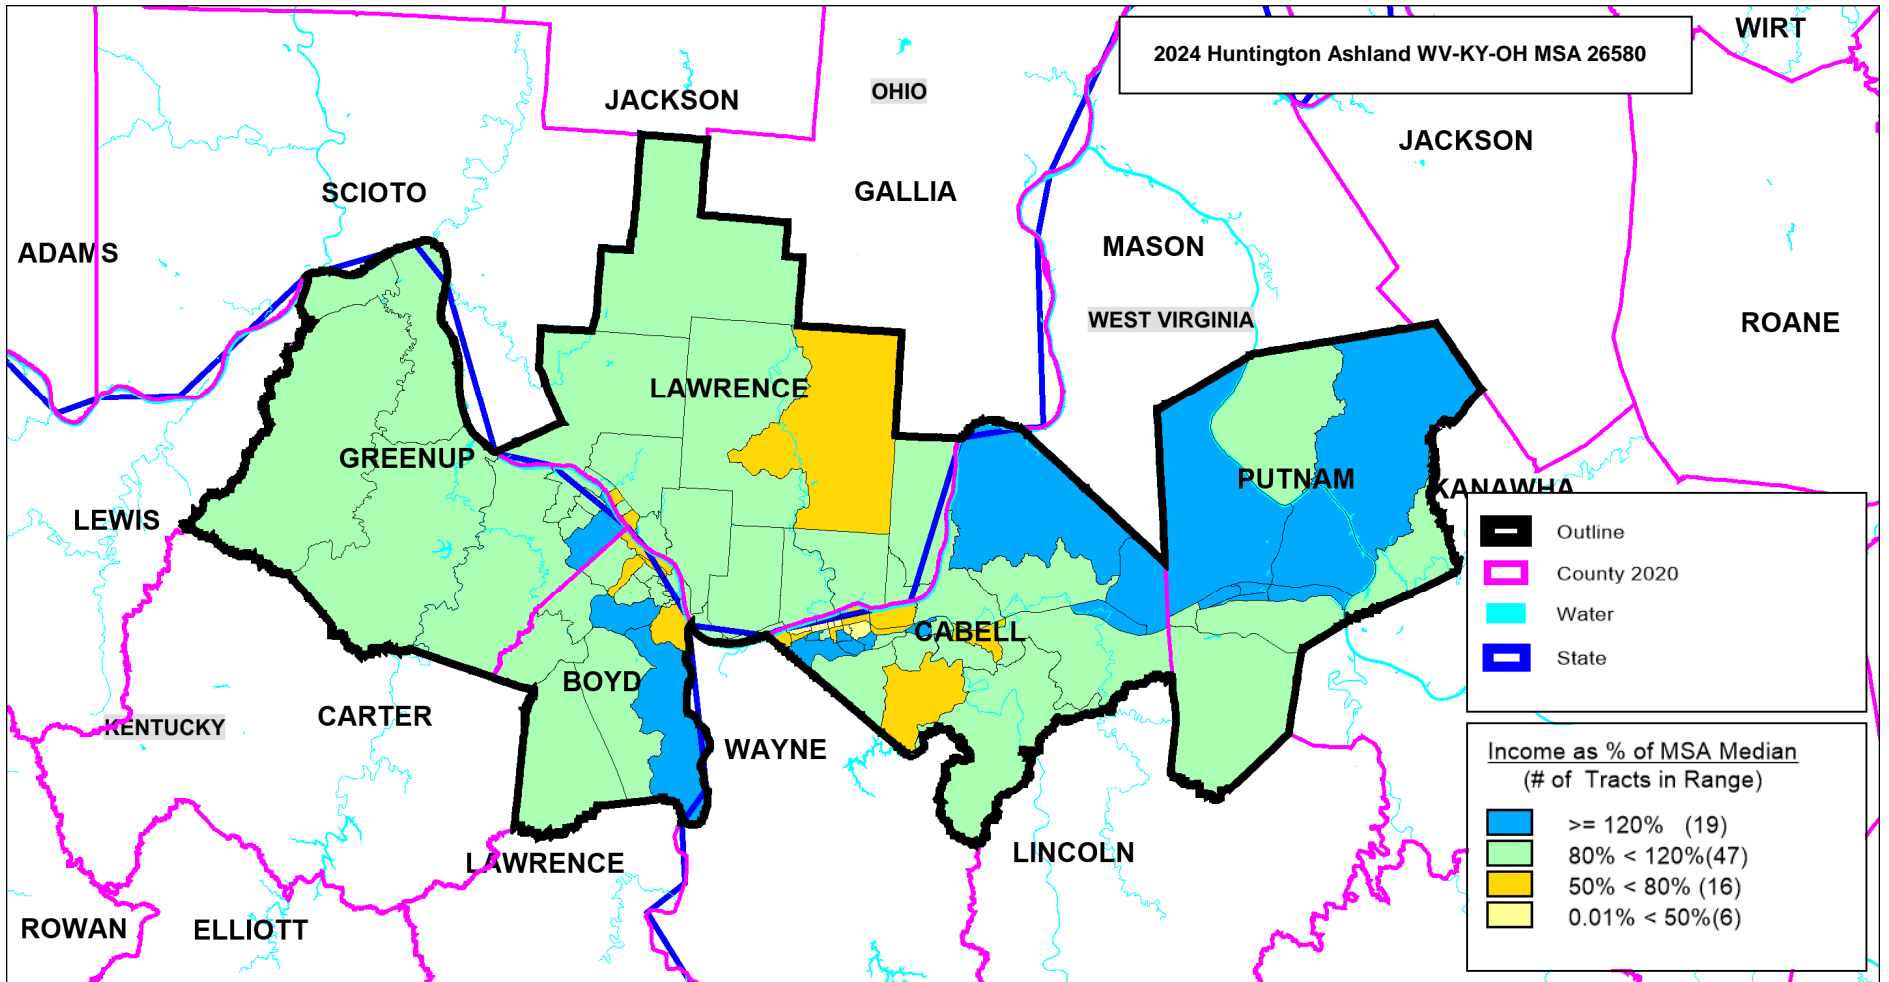 WIRT
2024 Huntington Ashland WV-KY-OH MSA 26580
OHIO
JACKSON
JACKSON
SCIOTO
GALLIA
ADAMS
MASON
WEST VIRGINIA
ROANE
LAWRENCE
GREENUP
PUTNAM
KANAWHA
LEWIS
Outline
County 2020
Water
State
CABELL
BOYD
CARTER
KENTUCKY
WAYNE
Income as % of MSA Median
(# of Tracts in Range)
>= 120% (19)
80% < 120%(47)
50% < 80% (16)
0.01% < 50%(6)
LAWRENCE
LINCOLN
ROWAN
ELLIOTT